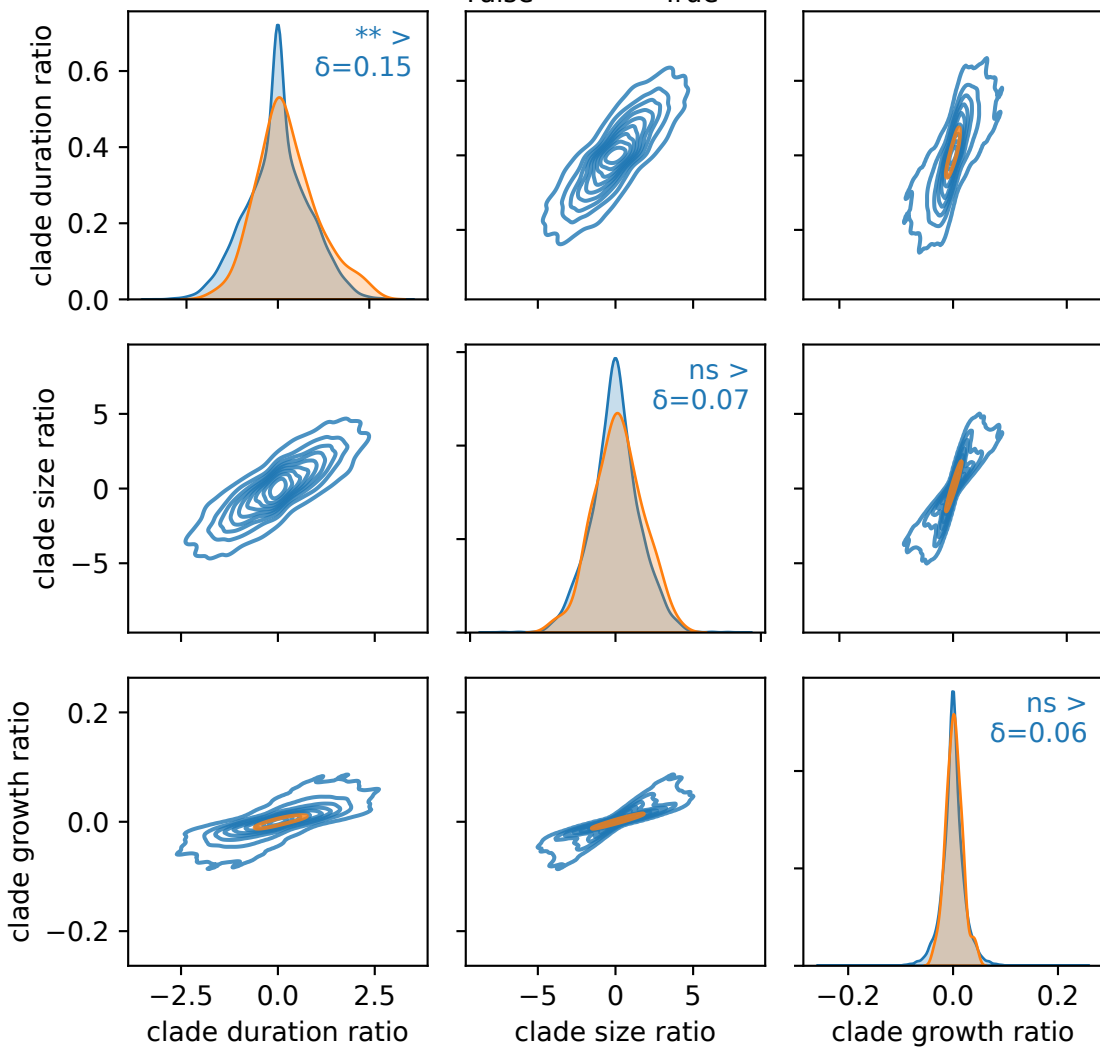 clade duration ratio
0.6
0.4
0.2
0.0
** >
δ=0.15
clade size ratio
5
0
−5
ns >
δ=0.07
clade growth ratio
0.2
0.0
−0.2
ns >
δ=0.06
−2.5 0.0 2.5
−5 0 5
−0.2 0.0 0.2
clade duration ratio
clade size ratio
clade growth ratio